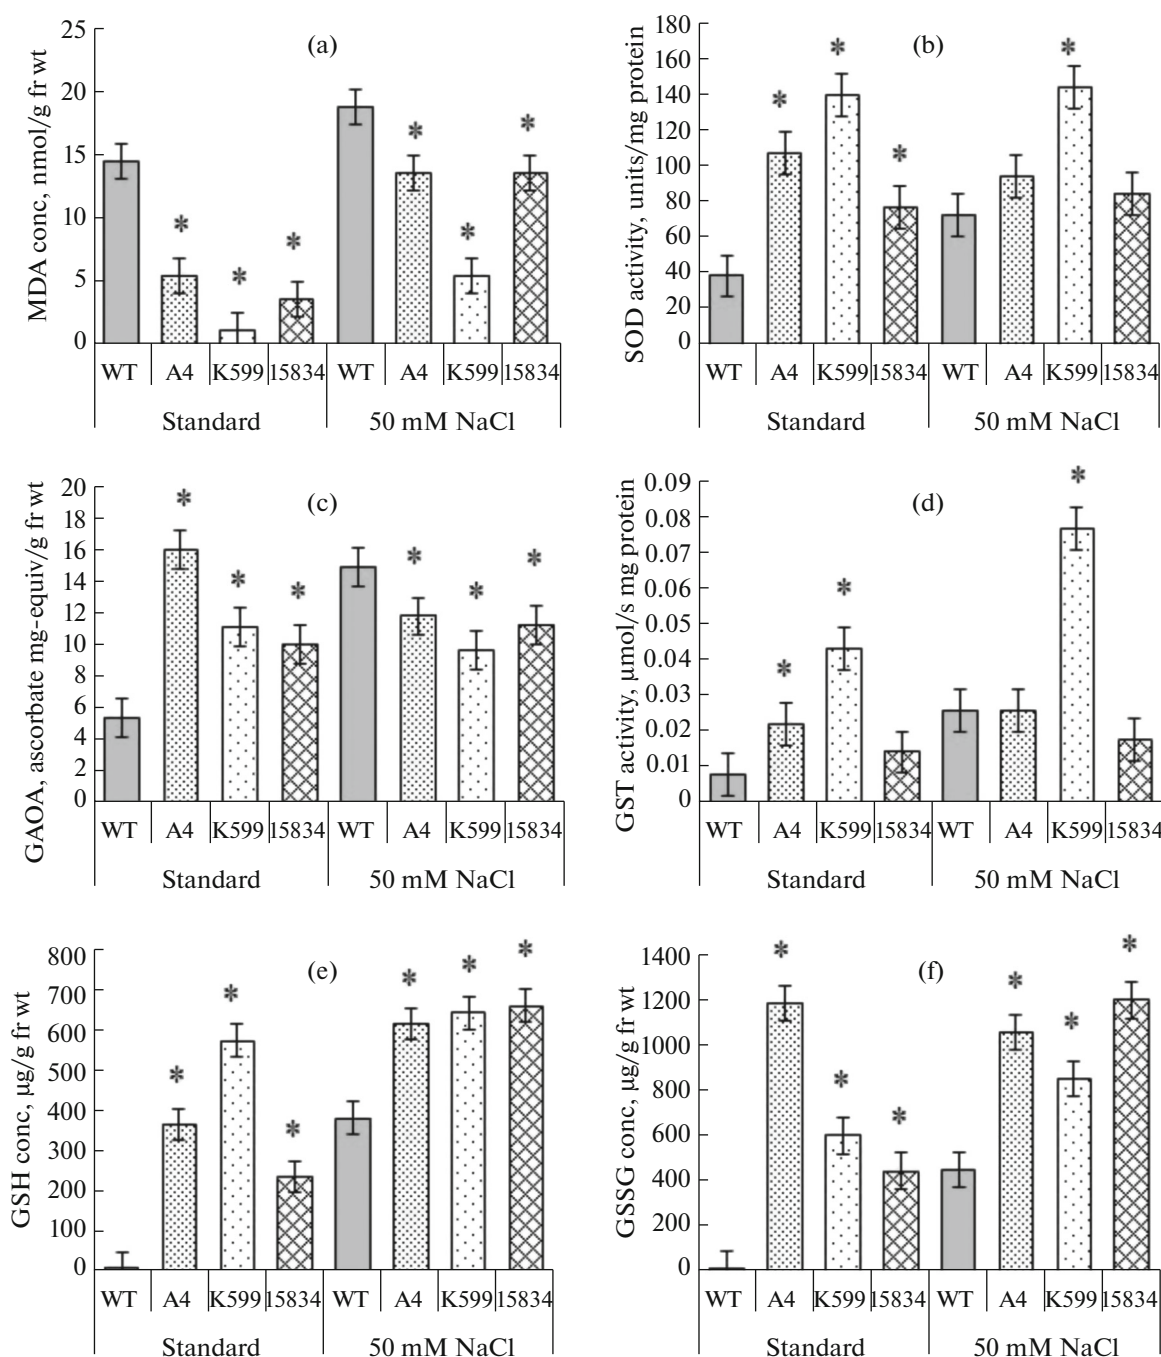 (a)
MDA conc, nmol/g fr wt
25
20
15
10
5
0
* * * * * *
WT A4 K599 15834 WT A4 K599 15834
Standard 50 mM NaCl
(b)
SOD activity, units/mg protein
180
160
140
120
100
80
60
40
20
0
* * * *
WT A4 K599 15834 WT A4 K599 15834
Standard 50 mM NaCl
(c)
GAOA, ascorbate mg-equiv/g fr wt
20
18
16
14
12
10
8
6
4
2
0
* * * * * *
WT A4 K599 15834 WT A4 K599 15834
Standard 50 mM NaCl
(d)
GST activity, μmol/s mg protein
0.09
0.08
0.07
0.06
0.05
0.04
0.03
0.02
0.01
0
* * *
WT A4 K599 15834 WT A4 K599 15834
Standard 50 mM NaCl
(e)
GSH conc, μg/g fr wt
800
700
600
500
400
300
200
100
0
* * * * * *
WT A4 K599 15834 WT A4 K599 15834
Standard 50 mM NaCl
(f)
GSSG conc, μg/g fr wt
1400
1200
1000
800
600
400
200
0
* * * * * *
WT A4 K599 15834 WT A4 K599 15834
Standard 50 mM NaCl